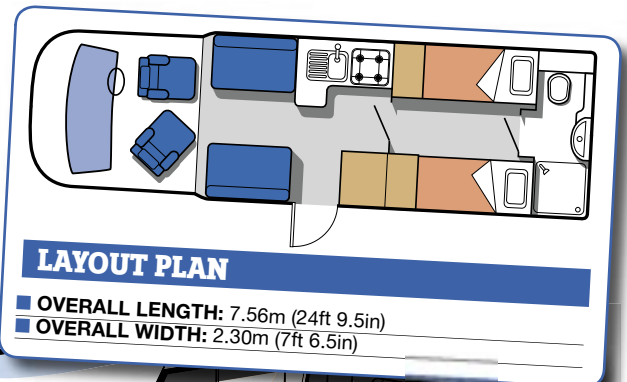 LAYOUT PLAN
OVERALL LENGTH: 7.56m (24ft 9.5in)
OVERALL WIDTH: 2.30m (7ft 6.5in)